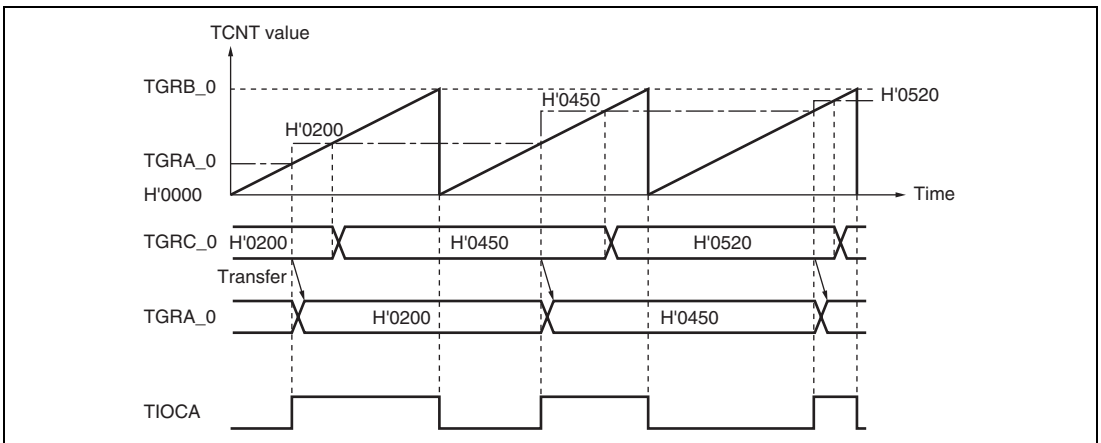 TCNT value
TGRB_0
H'0450
H'0520
H'0200
TGRA_0
H'0000
Time
TGRC_0 H'0200 H'0450 H'0520
Transfer
TGRA_0 H'0200 H'0450
TIOCA